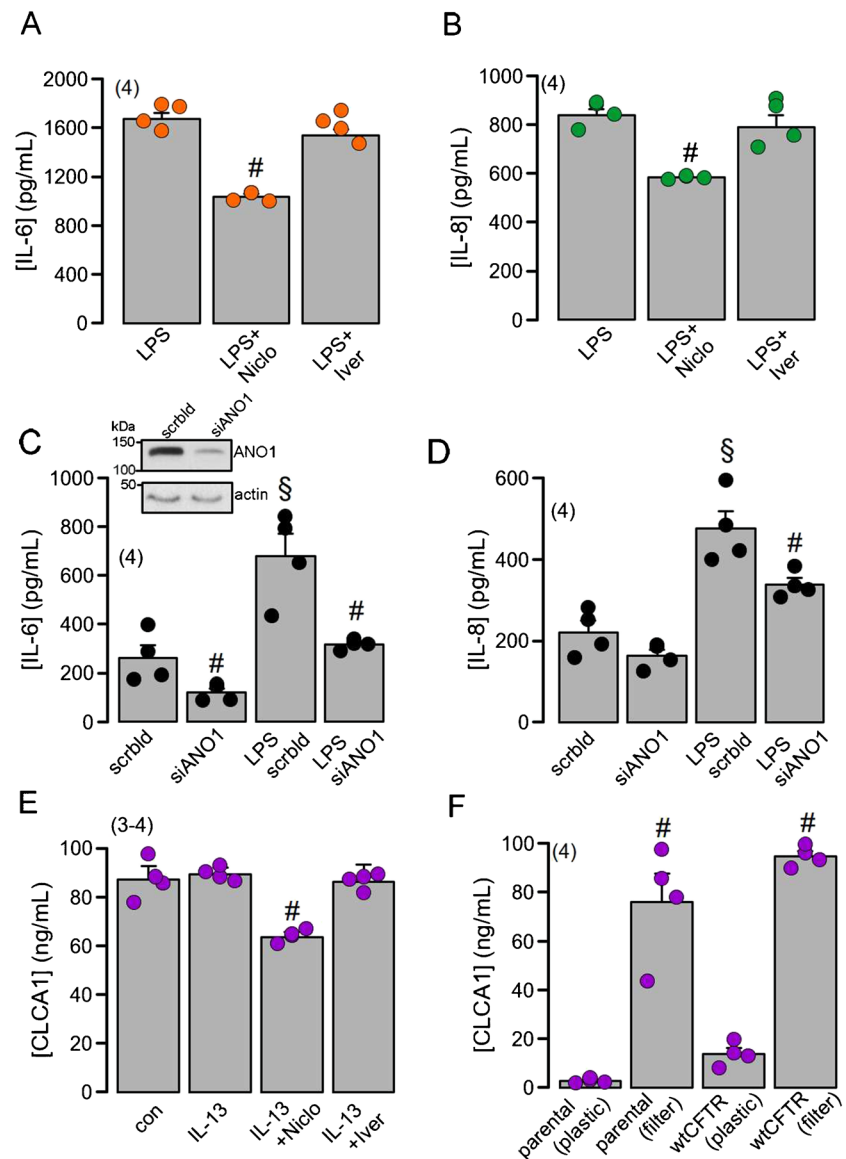 A
[IL-6] (pg/mL)
2000
1600
1200
800
400
0
(4)
#
LPS
LPS+
Niclo
LPS+
Iver
B
[IL-8] (pg/mL)
1000
800
600
400
200
0
(4)
#
LPS
LPS+
Niclo
LPS+
Iver
C
kDa
scrbld
siANO1
150
100
ANO1
50
actin
[IL-6] (pg/mL)
1000
800
600
400
200
0
(4)
#
§
#
scrbld
siANO1
LPS
scrbld
LPS
siANO1
D
[IL-8] (pg/mL)
600
400
200
0
(4)
§
#
scrbld
siANO1
LPS
scrbld
LPS
siANO1
E
[CLCA1] (ng/mL)
100
80
60
40
20
0
(3-4)
#
con
IL-13
IL-13
+Niclo
IL-13
+Iver
F
[CLCA1] (ng/mL)
100
80
60
40
20
0
(4)
#
#
parental
(plastic)
parental
(filter)
wtCFTR
(plastic)
wtCFTR
(filter)